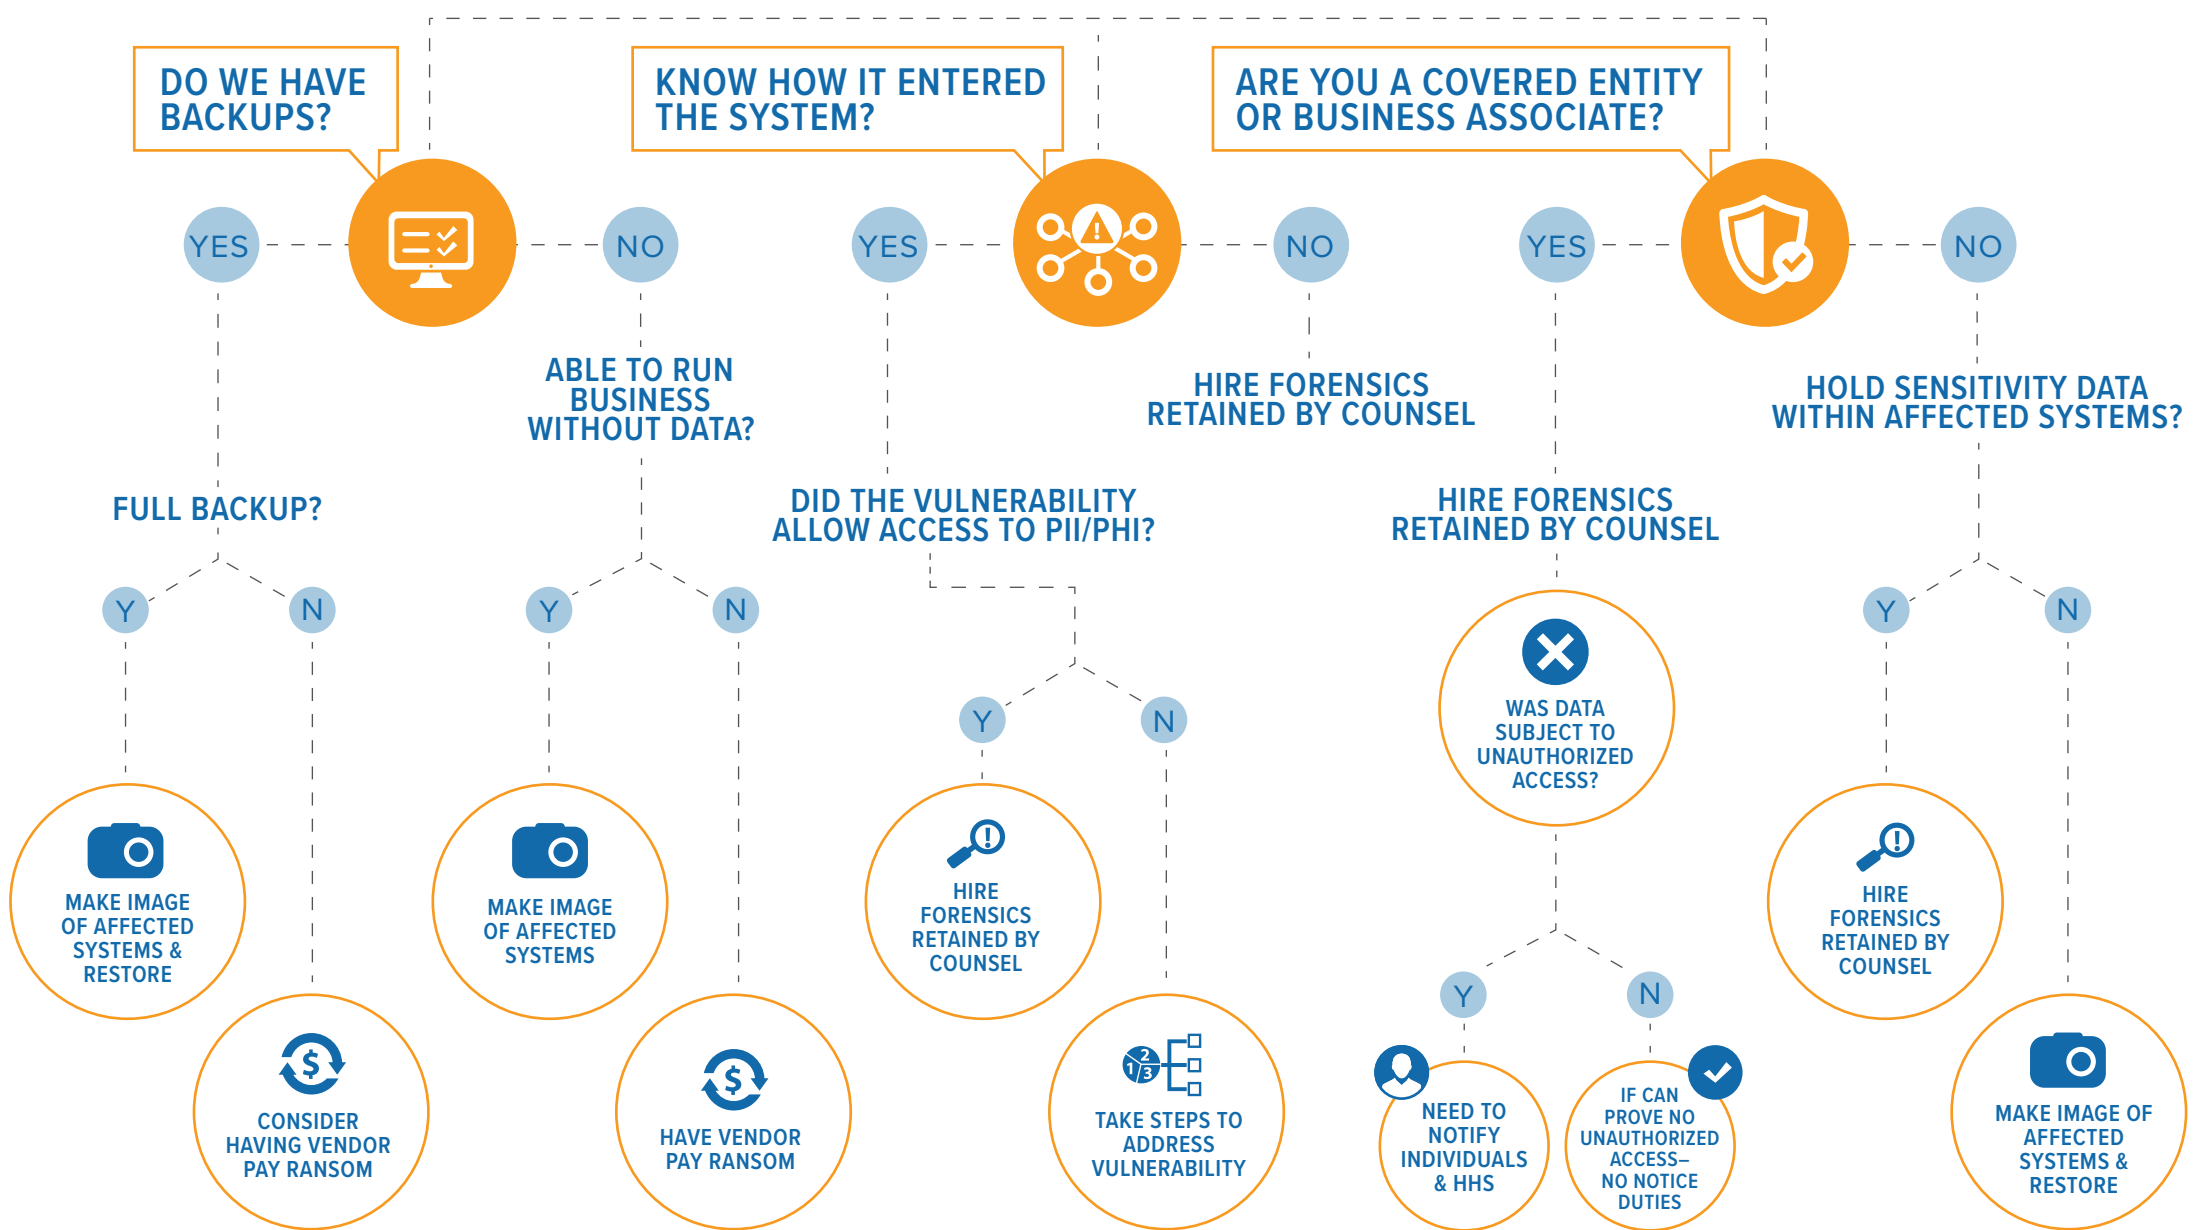 DO WE HAVE
BACKUPS?
KNOW HOW IT ENTERED
THE SYSTEM?
ARE YOU A COVERED ENTITY
OR BUSINESS ASSOCIATE?
YES
NO
YES
NO
YES
NO
ABLE TO RUN
BUSINESS
WITHOUT DATA?
HIRE FORENSICS
RETAINED BY COUNSEL
HOLD SENSITIVITY DATA
WITHIN AFFECTED SYSTEMS?
FULL BACKUP?
DID THE VULNERABILITY
ALLOW ACCESS TO PII/PHI?
HIRE FORENSICS
RETAINED BY COUNSEL
Y
N
Y
N
Y
N
Y
N
WAS DATA
SUBJECT TO
UNAUTHORIZED
ACCESS?
MAKE IMAGE
OF AFFECTED
SYSTEMS &
RESTORE
MAKE IMAGE
OF AFFECTED
SYSTEMS
HIRE
FORENSICS
RETAINED BY
COUNSEL
HIRE
FORENSICS
RETAINED BY
COUNSEL
Y
N
$
CONSIDER
HAVING VENDOR
PAY RANSOM
$
HAVE VENDOR
PAY RANSOM
1
2
3
TAKE STEPS TO
ADDRESS
VULNERABILITY
NEED TO
NOTIFY
INDIVIDUALS
& HHS
IF CAN
PROVE NO
UNAUTHORIZED
ACCESS–
NO NOTICE
DUTIES
MAKE IMAGE OF
AFFECTED
SYSTEMS &
RESTORE